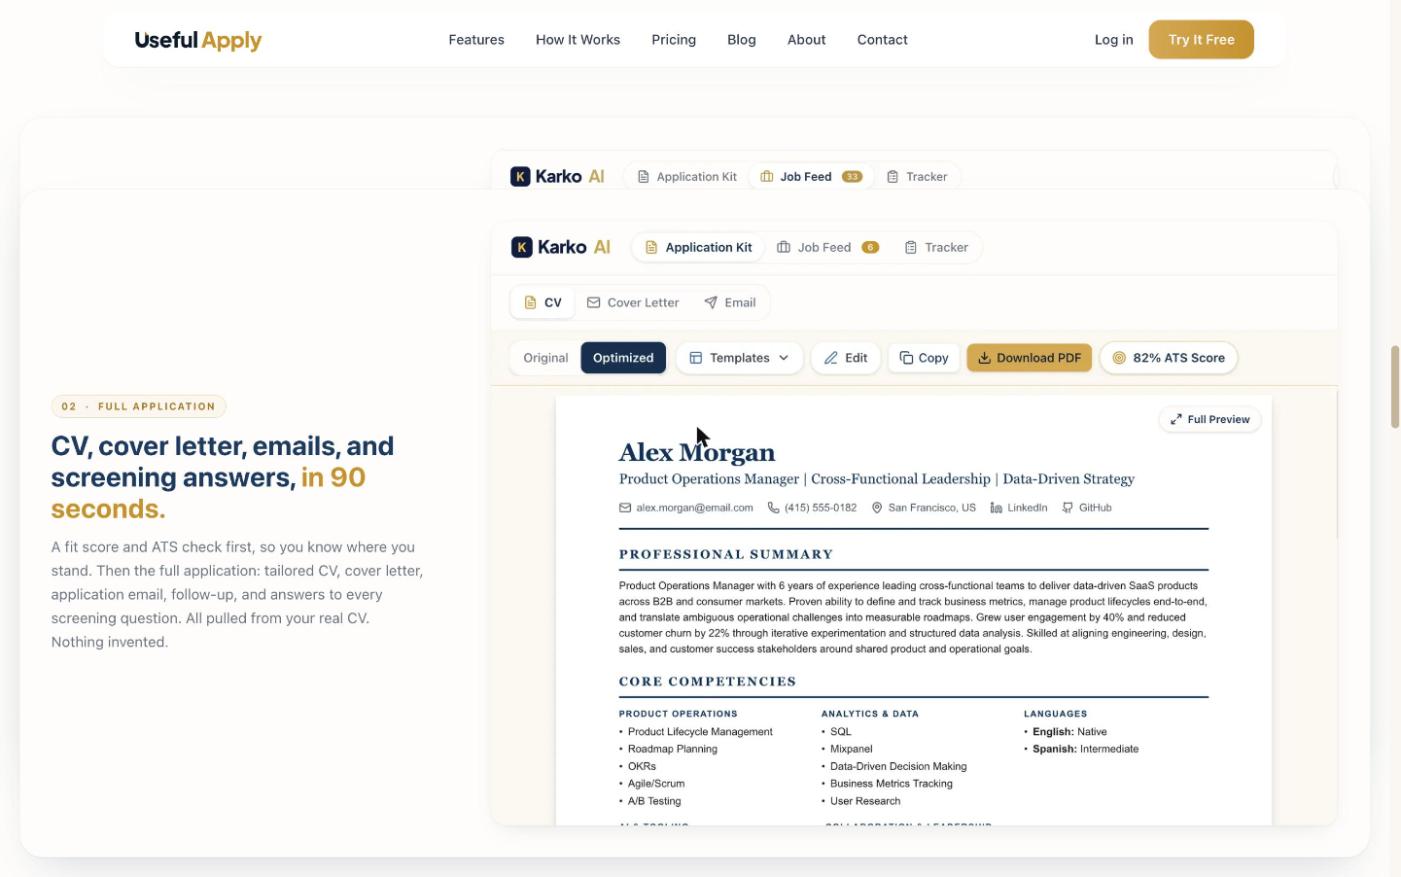 Useful Apply
Features
How It Works
Pricing
Blog
About
Contact
Log in
Try It Free
K Karko AI
Application Kit
Job Feed 33
Tracker
K Karko AI
Application Kit
Job Feed 6
Tracker
CV
Cover Letter
Email
Original
Optimized
Templates
Edit
Copy
Download PDF
82% ATS Score
02 · FULL APPLICATION
CV, cover letter, emails, and
screening answers, in 90
seconds.
A fit score and ATS check first, so you know where you
stand. Then the full application: tailored CV, cover letter,
application email, follow-up, and answers to every
screening question. All pulled from your real CV.
Nothing invented.
Full Preview
Alex Morgan
Product Operations Manager | Cross-Functional Leadership | Data-Driven Strategy
alex.morgan@email.com
(415) 555-0182
San Francisco, US
LinkedIn
GitHub
PROFESSIONAL SUMMARY
Product Operations Manager with 6 years of experience leading cross-functional teams to deliver data-driven SaaS products
across B2B and consumer markets. Proven ability to define and track business metrics, manage product lifecycles end-to-end,
and translate ambiguous operational challenges into measurable roadmaps. Grew user engagement by 40% and reduced
customer churn by 22% through iterative experimentation and structured data analysis. Skilled at aligning engineering, design,
sales, and customer success stakeholders around shared product and operational goals.
CORE COMPETENCIES
PRODUCT OPERATIONS
• Product Lifecycle Management
• Roadmap Planning
• OKRs
• Agile/Scrum
• A/B Testing
ANALYTICS & DATA
• SQL
• Mixpanel
• Data-Driven Decision Making
• Business Metrics Tracking
• User Research
LANGUAGES
• English: Native
• Spanish: Intermediate
AI & TOOLING
COLLABORATION & LEADERSHIP